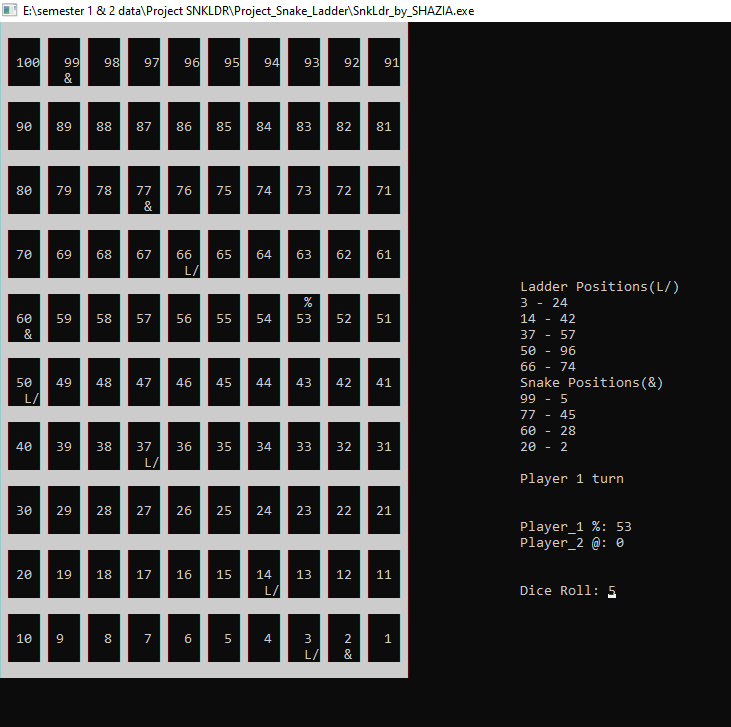 E:\semester 1 & 2 data\Project SNKLDR\Project_Snake_Ladder\SnkLdr_by_SHAZIA.exe
100 99 98 97 96 95 94 93 92 91
&
90 89 88 87 86 85 84 83 82 81
80 79 78 77 76 75 74 73 72 71
&
70 69 68 67 66 65 64 63 62 61
L/
%
60 59 58 57 56 55 54 53 52 51
&
50 49 48 47 46 45 44 43 42 41
L/
40 39 38 37 36 35 34 33 32 31
L/
30 29 28 27 26 25 24 23 22 21
20 19 18 17 16 15 14 13 12 11
L/
10 9 8 7 6 5 4 3 2 1
L/ &
Ladder Positions(L/)
3 - 24
14 - 42
37 - 57
50 - 96
66 - 74
Snake Positions(&)
99 - 5
77 - 45
60 - 28
20 - 2
Player 1 turn
Player_1 %: 53
Player_2 @: 0
Dice Roll: 5